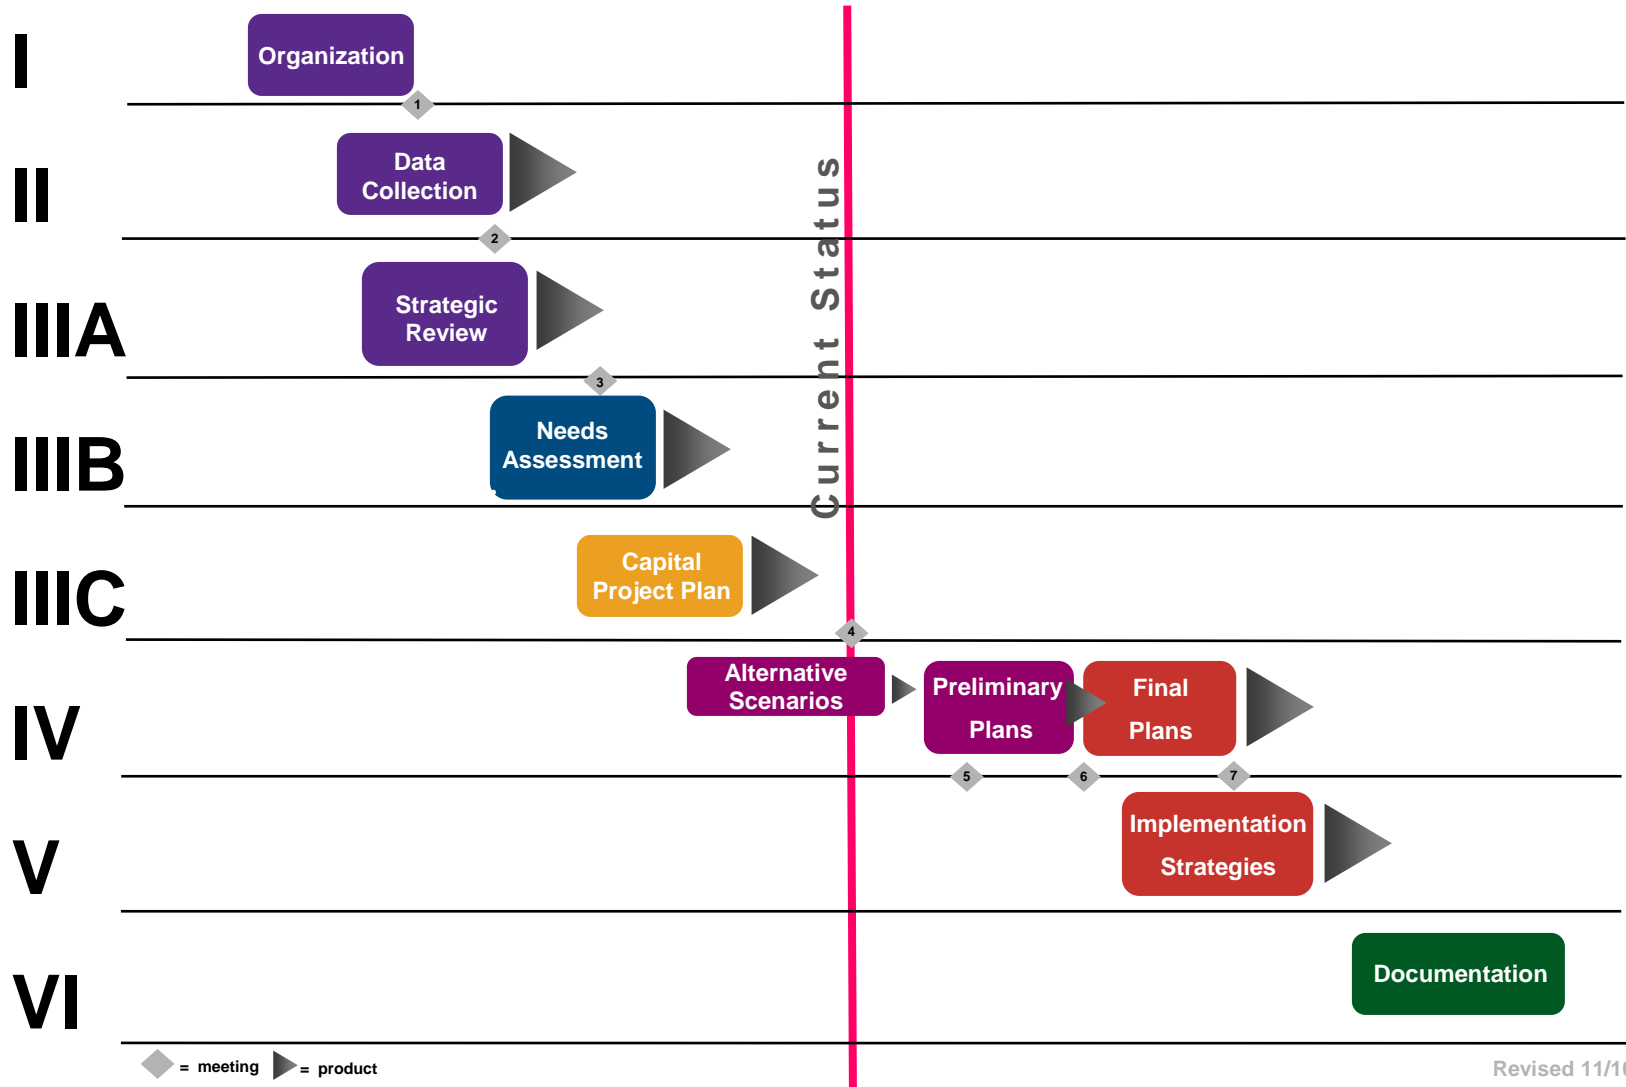 I
Organization
1
II
Data
Collection
2
IIIA
Strategic
Review
3
Current Status
IIIB
Needs
Assessment
IIIC
Capital
Project Plan
4
IV
Alternative
Scenarios
Preliminary
Plans
Final
Plans
5
6
7
V
Implementation
Strategies
VI
Documentation
= meeting
= product
Revised 11/10